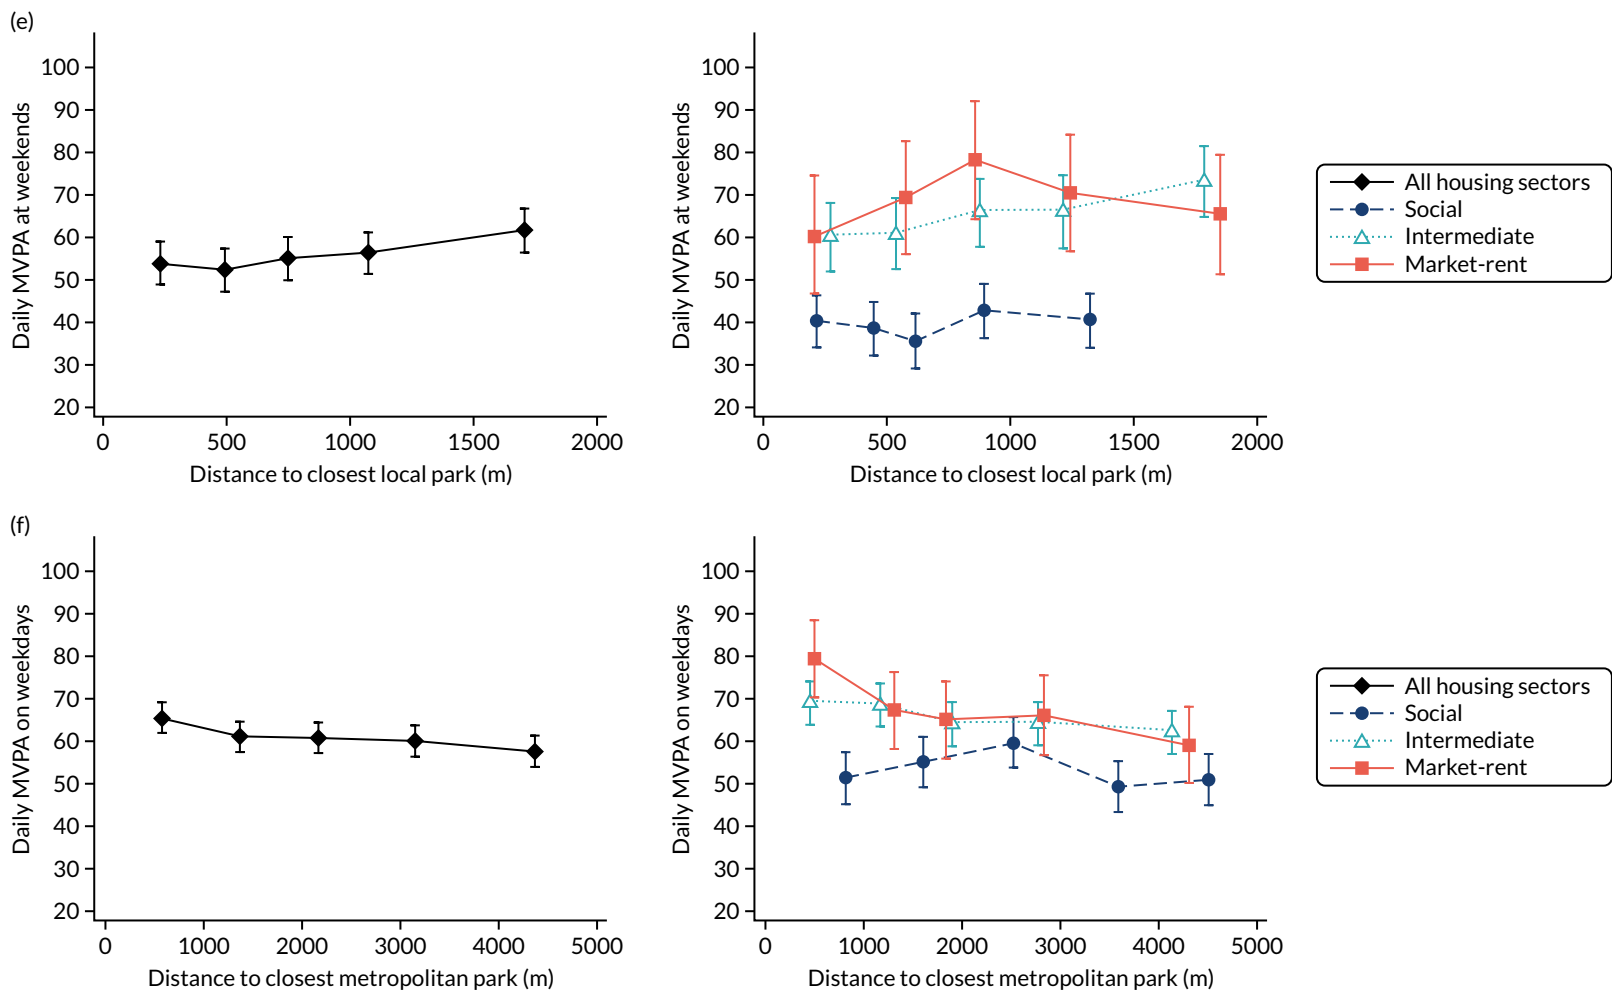 (e)
100
90
80
70
60
50
40
30
20
Daily MVPA at weekends
0 500 1000 1500 2000
Distance to closest local park (m)
100
90
80
70
60
50
40
30
20
Daily MVPA at weekends
0 500 1000 1500 2000
Distance to closest local park (m)
All housing sectors
Social
Intermediate
Market-rent
(f)
100
90
80
70
60
50
40
30
20
Daily MVPA on weekdays
0 1000 2000 3000 4000 5000
Distance to closest metropolitan park (m)
100
90
80
70
60
50
40
30
20
Daily MVPA on weekdays
0 1000 2000 3000 4000 5000
Distance to closest metropolitan park (m)
All housing sectors
Social
Intermediate
Market-rent